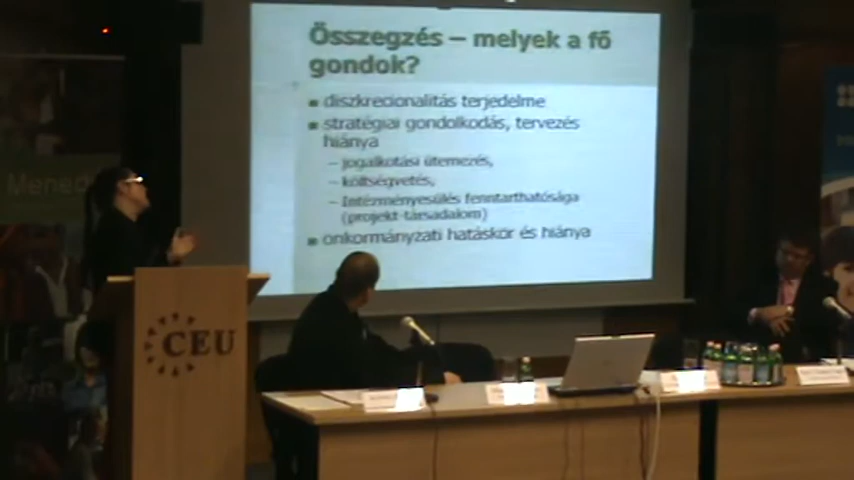 Összegzés – melyek a fő
gondok?
diszkrecionalitás terjedelme
stratégiai gondolkodás, tervezés
hiánya
– jogalkotási ütemezés,
– költségvetés,
– Intézményesülés fenntarthatósága
(projekt-társadalom)
önkormányzati hatáskör és hiánya
Mened
CEU